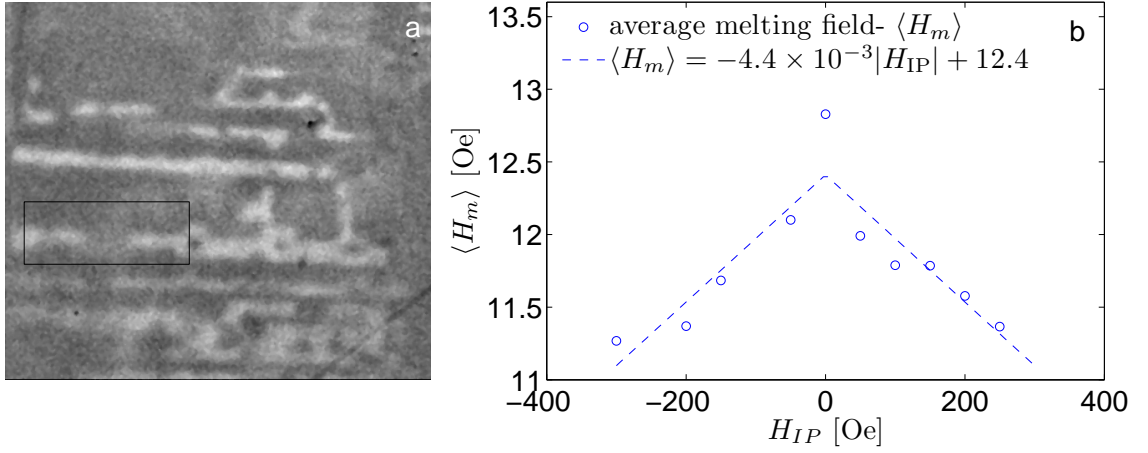 a
b
average melting field- ⟨H_m⟩
⟨H_m⟩ = −4.4 × 10⁻³|H_IP| + 12.4
13.5
13
12.5
12
11.5
11
⟨H_m⟩ [Oe]
−400 −200 0 200 400
H_IP [Oe]